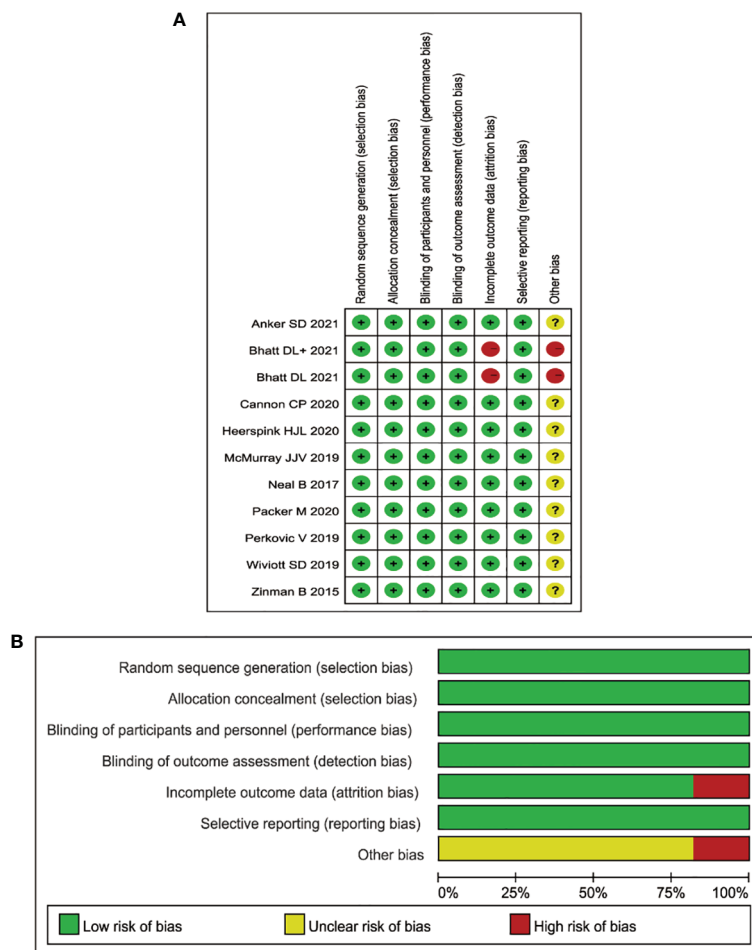 A
Random sequence generation (selection bias)
Allocation concealment (selection bias)
Blinding of participants and personnel (performance bias)
Blinding of outcome assessment (detection bias)
Incomplete outcome data (attrition bias)
Selective reporting (reporting bias)
Other bias
Anker SD 2021 + + + + + + ?
Bhatt DL+ 2021 + + + + - + -
Bhatt DL 2021 + + + + - + -
Cannon CP 2020 + + + + + + ?
Heerspink HJL 2020 + + + + + + ?
McMurray JJV 2019 + + + + + + ?
Neal B 2017 + + + + + + ?
Packer M 2020 + + + + + + ?
Perkovic V 2019 + + + + + + ?
Wiviott SD 2019 + + + + + + ?
Zinman B 2015 + + + + + + ?
B
Random sequence generation (selection bias)
Allocation concealment (selection bias)
Blinding of participants and personnel (performance bias)
Blinding of outcome assessment (detection bias)
Incomplete outcome data (attrition bias)
Selective reporting (reporting bias)
Other bias
0% 25% 50% 75% 100%
Low risk of bias Unclear risk of bias High risk of bias